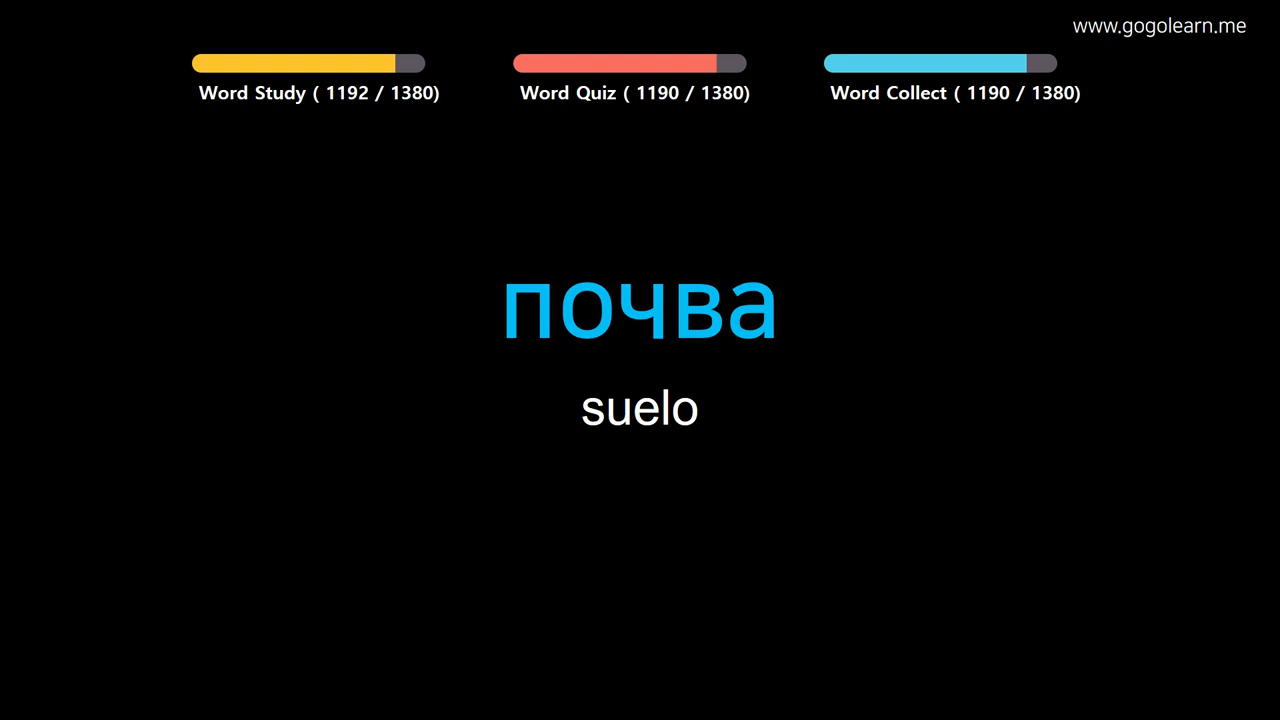 www.gogolearn.me
Word Study ( 1192 / 1380)
Word Quiz ( 1190 / 1380)
Word Collect ( 1190 / 1380)
почва
suelo